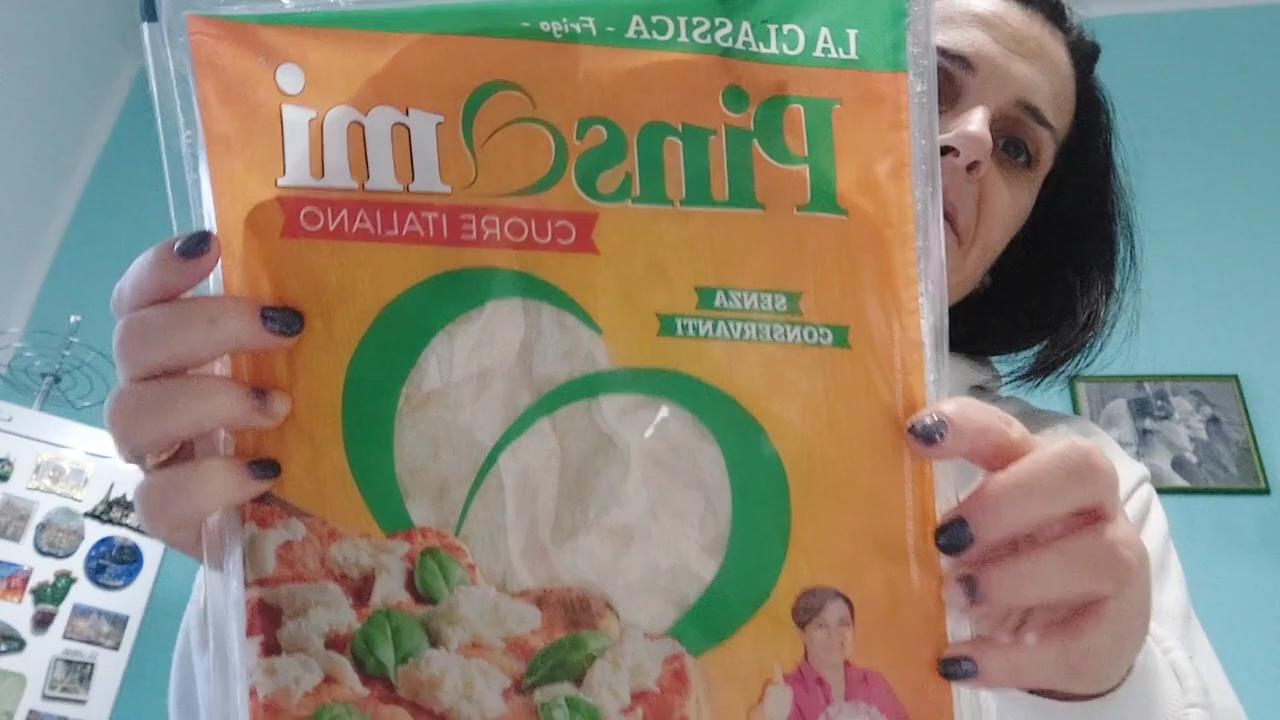 LA CLASSICA - Frigo -
Pinsami
CUORE ITALIANO
SENZA
CONSERVANTI